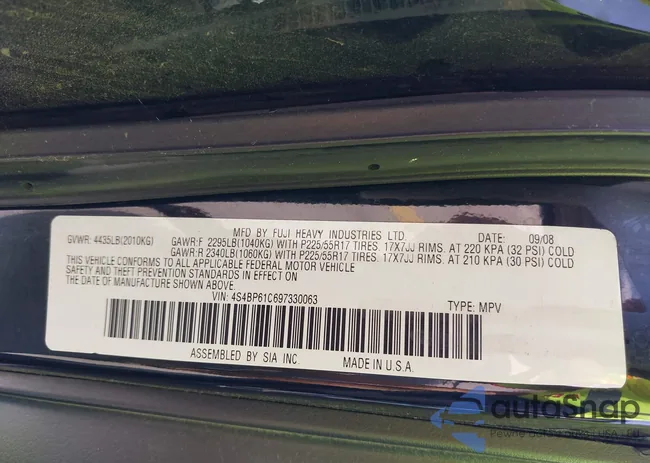 MFD BY FUJI HEAVY INDUSTRIES LTD. DATE: 09/08
GVWR: 4435LB(2010KG) GAWR:F 2295LB(1040KG) WITH P225/55R17 TIRES. 17X7JJ RIMS. AT 220 KPA (32 PSI) COLD
GAWR:R 2340LB(1060KG) WITH P225/55R17 TIRES. 17X7JJ RIMS. AT 210 KPA (30 PSI) COLD
THIS VEHICLE CONFORMS TO ALL APPLICABLE FEDERAL MOTOR VEHICLE
SAFETY AND THEFT PREVENTION STANDARDS IN EFFECT ON
THE DATE OF MANUFACTURE SHOWN ABOVE.
VIN: 4S4BP61C697330063 TYPE: MPV
ASSEMBLED BY SIA INC. MADE IN U.S.A.
autoSnap